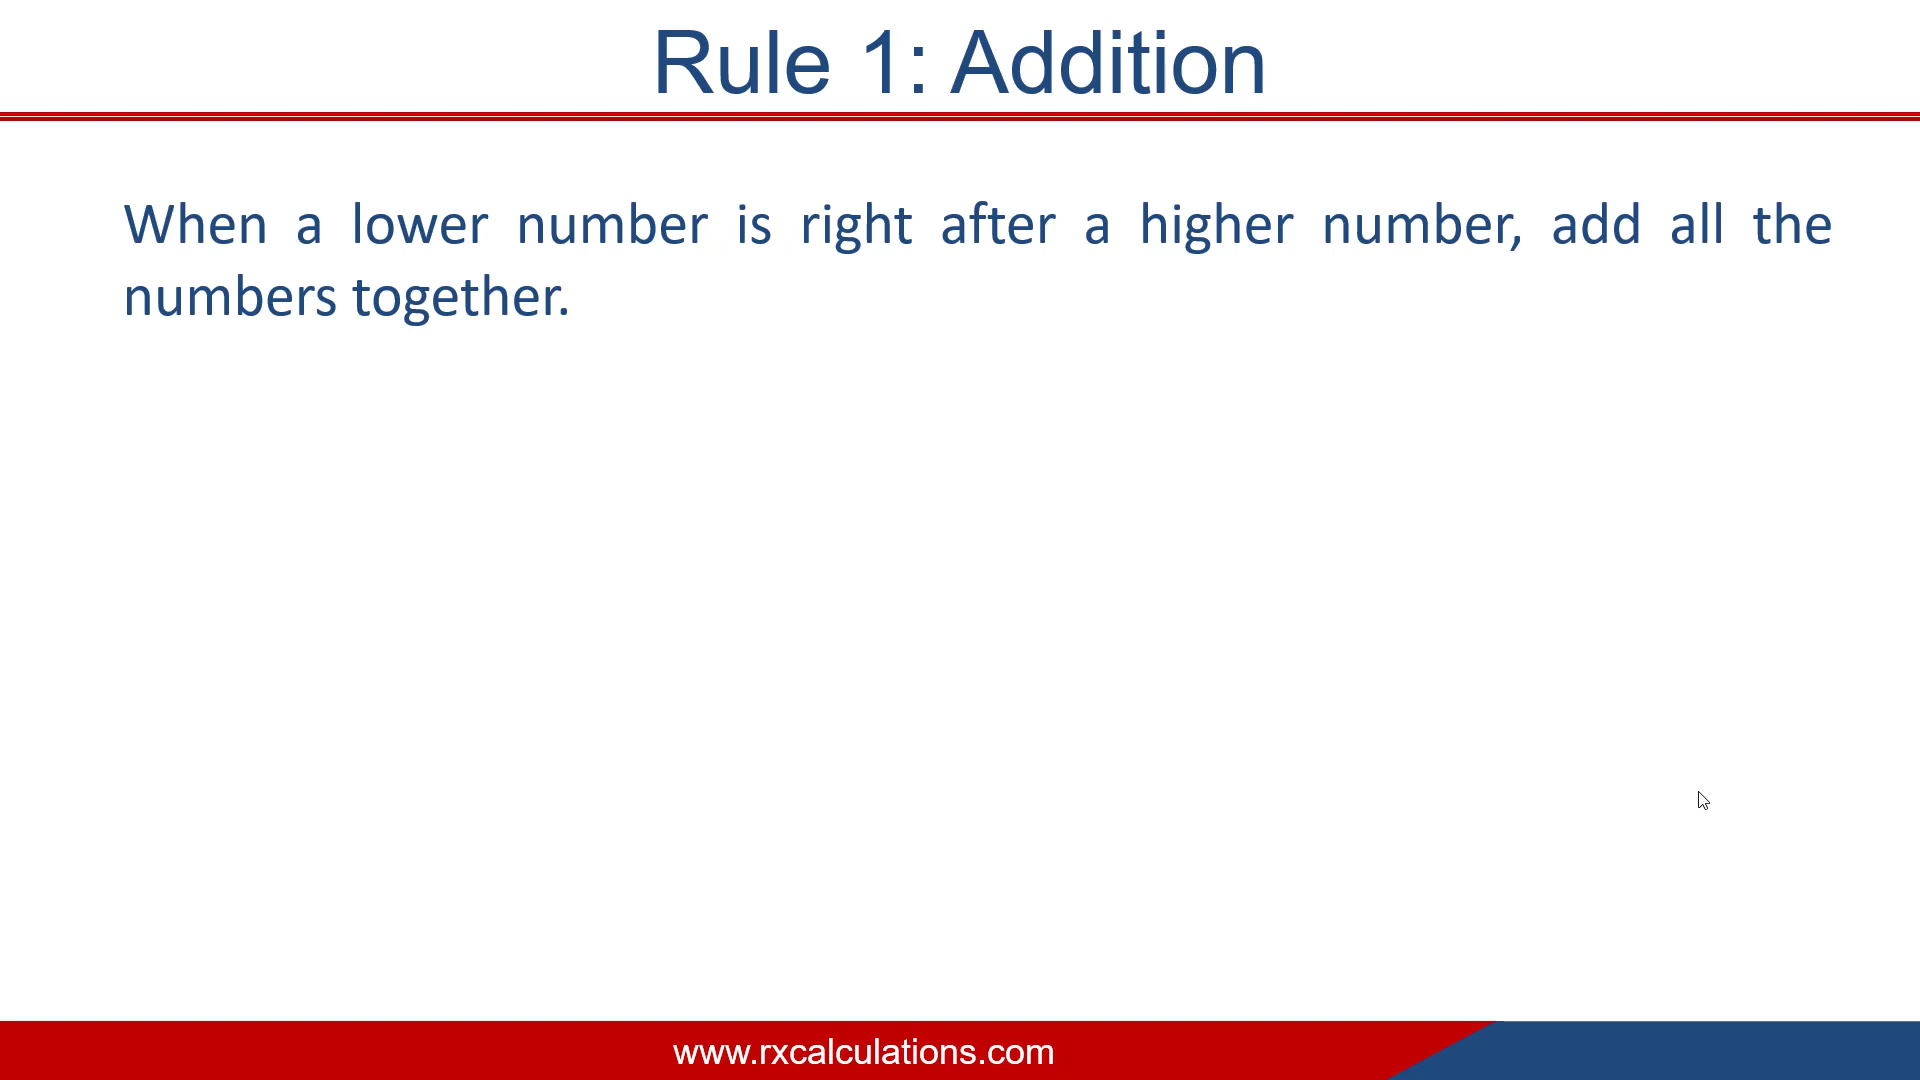 Rule 1: Addition
When a lower number is right after a higher number, add all the
numbers together.
www.rxcalculations.com